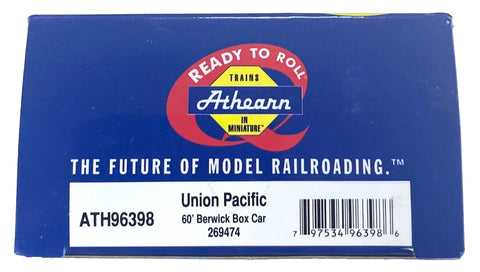 READY TO ROLL
TRAINS
Athearn
IN
MINIATURE™
THE FUTURE OF MODEL RAILROADING.™
ATH96398
Union Pacific
60' Berwick Box Car
269474
7 97534 96398 6